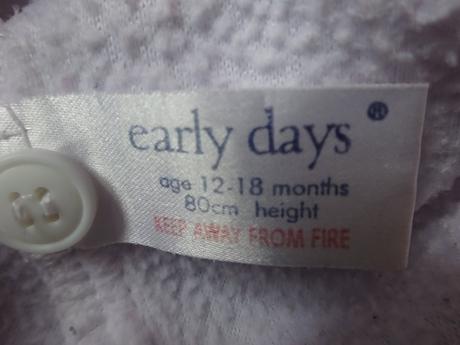 early days ®
age 12-18 months
80cm height
KEEP AWAY FROM FIRE